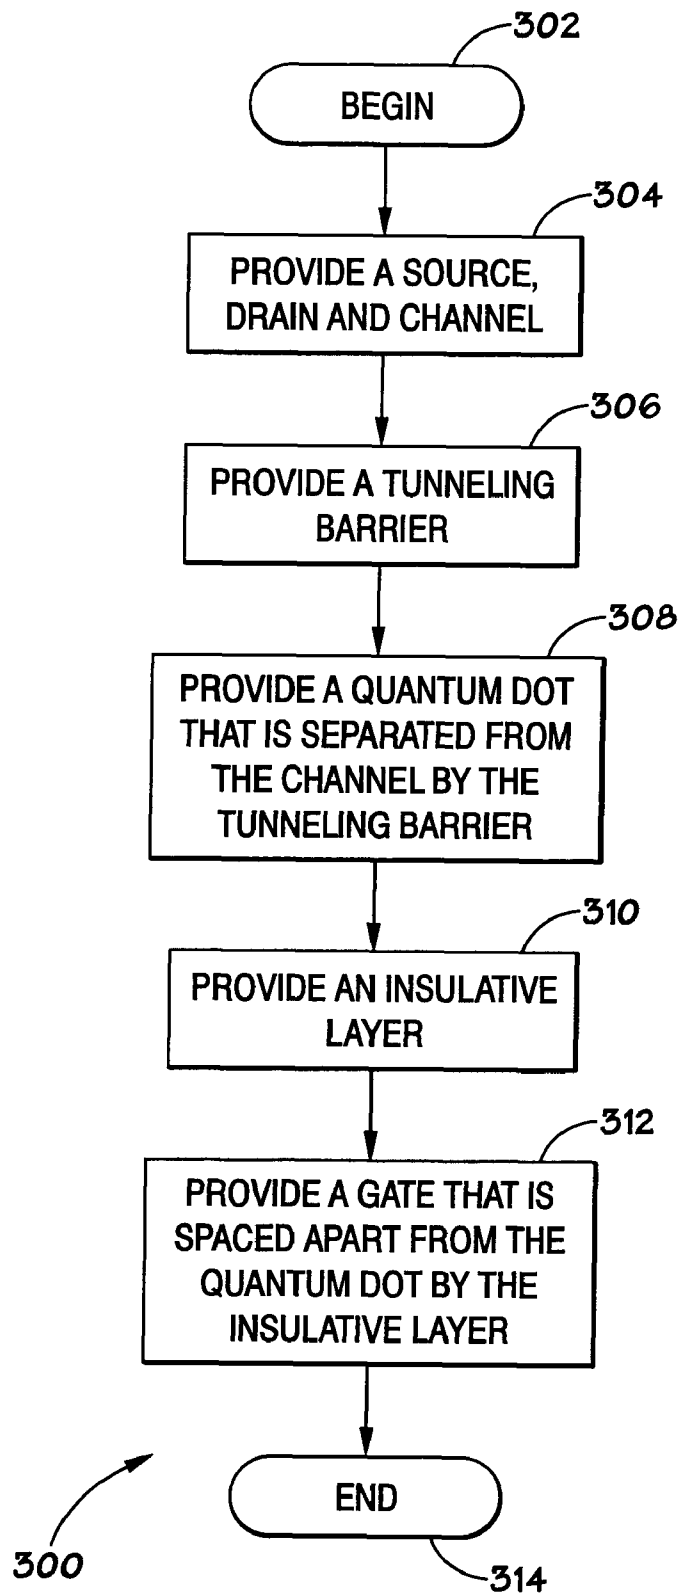 302
BEGIN
304
PROVIDE A SOURCE,
DRAIN AND CHANNEL
306
PROVIDE A TUNNELING
BARRIER
308
PROVIDE A QUANTUM DOT
THAT IS SEPARATED FROM
THE CHANNEL BY THE
TUNNELING BARRIER
310
PROVIDE AN INSULATIVE
LAYER
312
PROVIDE A GATE THAT IS
SPACED APART FROM THE
QUANTUM DOT BY THE
INSULATIVE LAYER
END
300
314